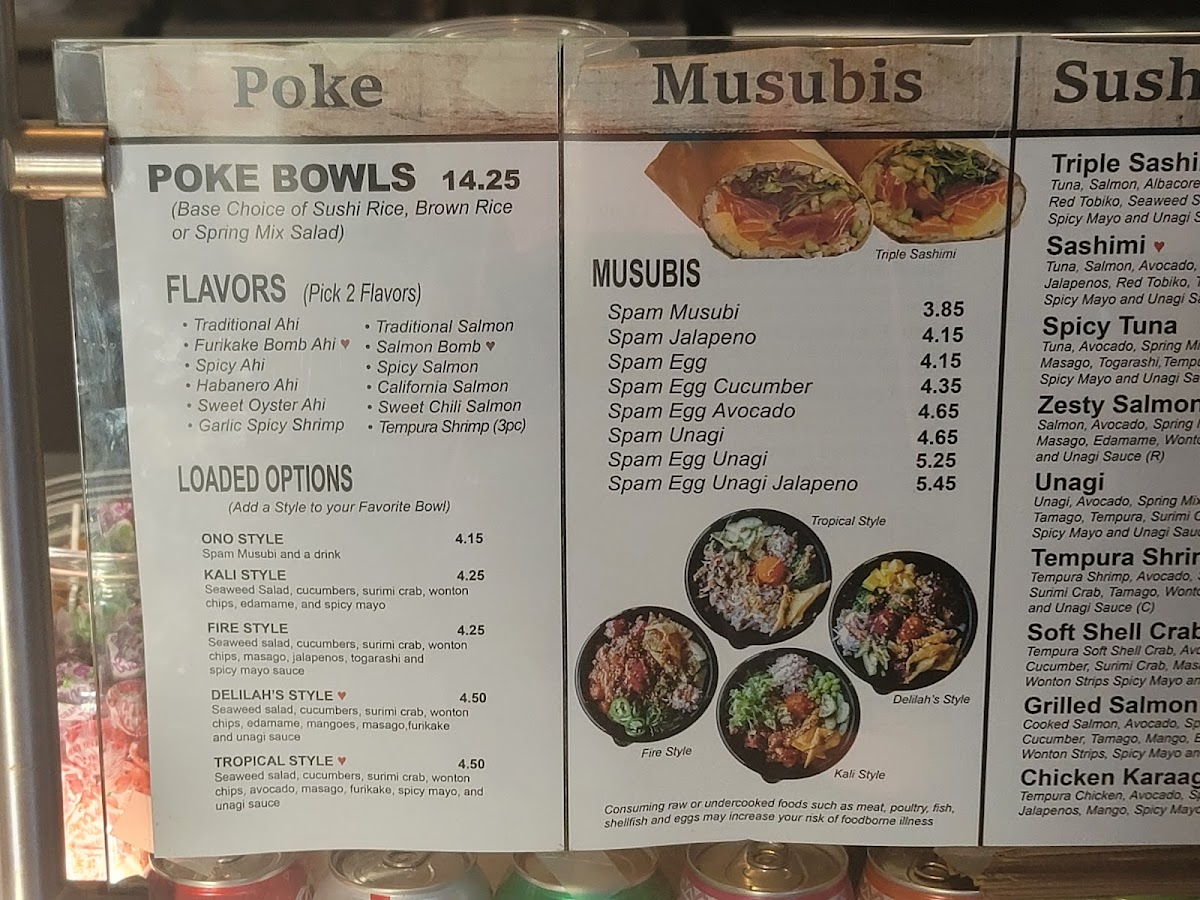 Poke
POKE BOWLS 14.25
(Base Choice of Sushi Rice, Brown Rice
or Spring Mix Salad)
FLAVORS (Pick 2 Flavors)
• Traditional Ahi
• Furikake Bomb Ahi ♥
• Spicy Ahi
• Habanero Ahi
• Sweet Oyster Ahi
• Garlic Spicy Shrimp
• Traditional Salmon
• Salmon Bomb ♥
• Spicy Salmon
• California Salmon
• Sweet Chili Salmon
• Tempura Shrimp (3pc)
LOADED OPTIONS
(Add a Style to your Favorite Bowl)
ONO STYLE 4.15
Spam Musubi and a drink
KALI STYLE 4.25
Seaweed Salad, cucumbers, surimi crab, wonton
chips, edamame, and spicy mayo
FIRE STYLE 4.25
Seaweed salad, cucumbers, surimi crab, wonton
chips, masago, jalapenos, togarashi and
spicy mayo sauce
DELILAH'S STYLE ♥ 4.50
Seaweed salad, cucumbers, surimi crab, wonton
chips, edamame, mangoes, masago,furikake
and unagi sauce
TROPICAL STYLE ♥ 4.50
Seaweed salad, cucumbers, surimi crab, wonton
chips, avocado, masago, furikake, spicy mayo, and
unagi sauce
Musubis
Triple Sashimi
MUSUBIS
Spam Musubi 3.85
Spam Jalapeno 4.15
Spam Egg 4.15
Spam Egg Cucumber 4.35
Spam Egg Avocado 4.65
Spam Unagi 4.65
Spam Egg Unagi 5.25
Spam Egg Unagi Jalapeno 5.45
Tropical Style
Delilah's Style
Fire Style
Kali Style
Consuming raw or undercooked foods such as meat, poultry, fish,
shellfish and eggs may increase your risk of foodborne illness
Sush
Triple Sashi
Tuna, Salmon, Albacore
Red Tobiko, Seaweed S
Spicy Mayo and Unagi S
Sashimi ♥
Tuna, Salmon, Avocado,
Jalapenos, Red Tobiko, T
Spicy Mayo and Unagi Sa
Spicy Tuna
Tuna, Avocado, Spring Mi
Masago, Togarashi,Temp
Spicy Mayo and Unagi Sa
Zesty Salmon
Salmon, Avocado, Spring
Masago, Edamame, Wont
and Unagi Sauce (R)
Unagi
Unagi, Avocado, Spring Mix
Tamago, Tempura, Surimi C
Spicy Mayo and Unagi Sauc
Tempura Shrim
Tempura Shrimp, Avocado,
Surimi Crab, Tamago, Wonto
and Unagi Sauce (C)
Soft Shell Crab
Tempura Soft Shell Crab, Avo
Cucumber, Surimi Crab, Mas
Wonton Strips Spicy Mayo an
Grilled Salmon
Cooked Salmon, Avocado, Sp
Cucumber, Tamago, Mango, E
Wonton Strips, Spicy Mayo an
Chicken Karaag
Tempura Chicken, Avocado, S
Jalapenos, Mango, Spicy Mayo